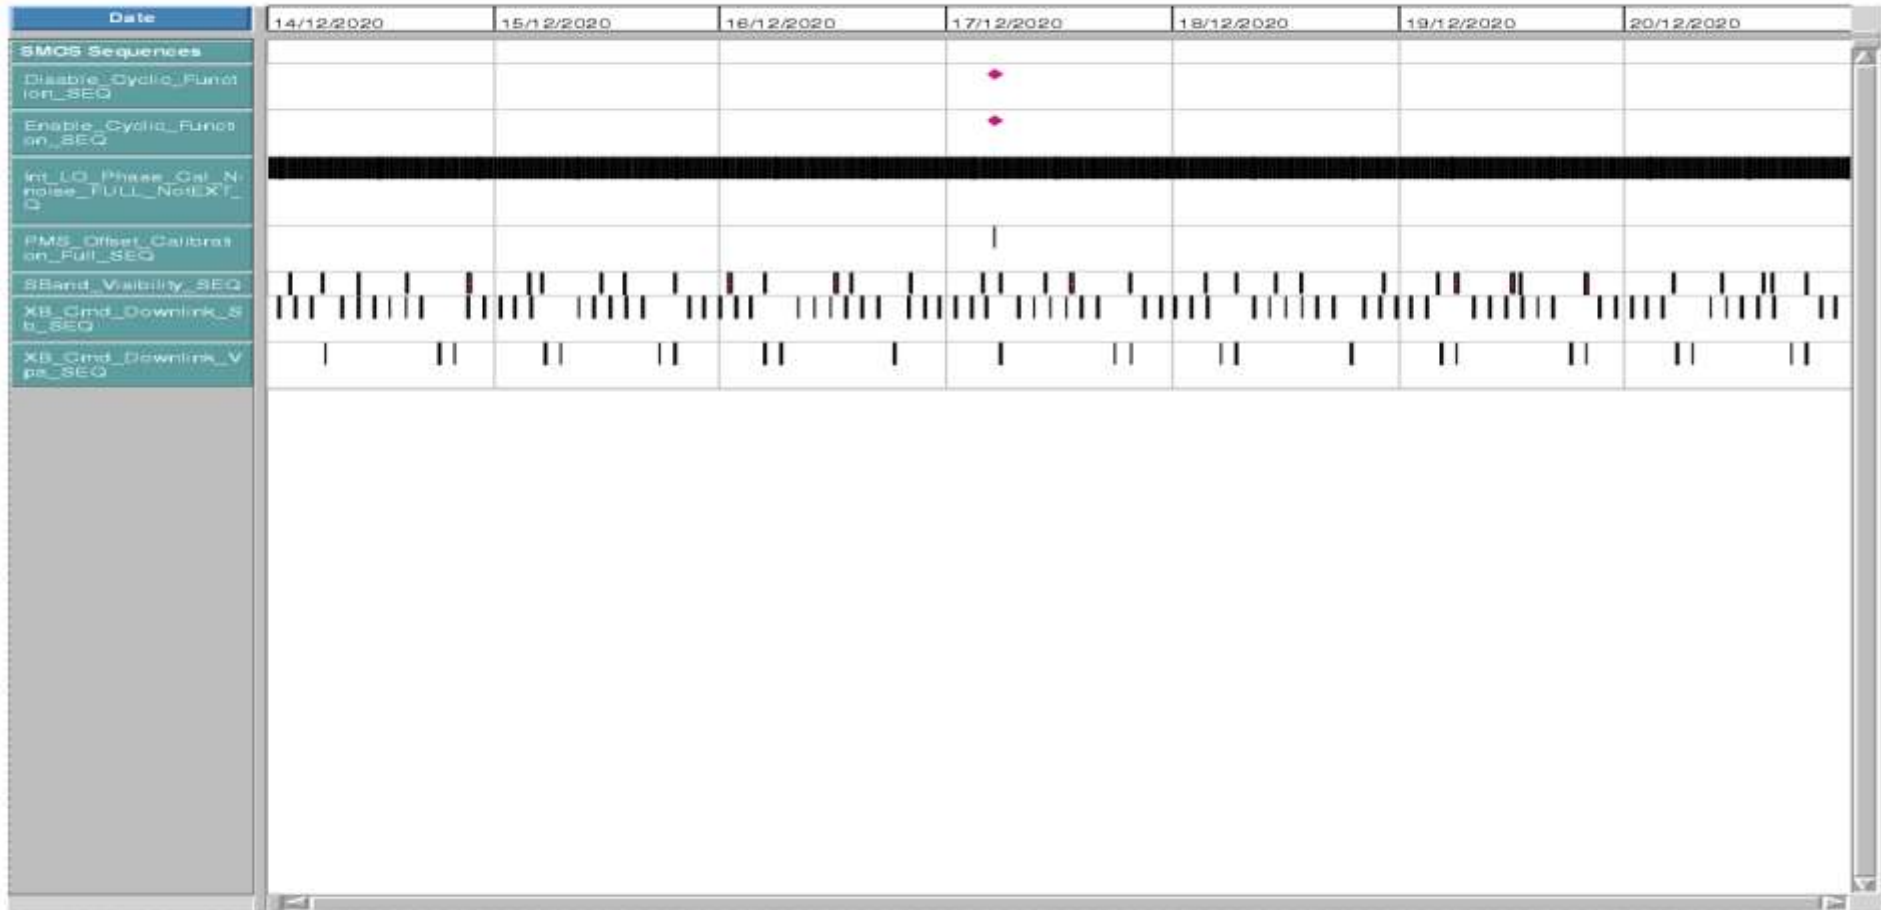 Date
14/12/2020 15/12/2020 16/12/2020 17/12/2020 18/12/2020 19/12/2020 20/12/2020
SMOS Sequences
Disable_Cyclic_Funct
ion_SEQ
Enable_Cyclic_Functi
on_SEQ
Int_LO_Phase_Cal_N
noise_FULL_NotEXT_
Q
PMS_Offset_Calibrati
on_Full_SEQ
SBand_Visibility_SEQ
XB_Cmd_Downlink_S
b_SEQ
XB_Cmd_Downlink_V
pa_SEQ